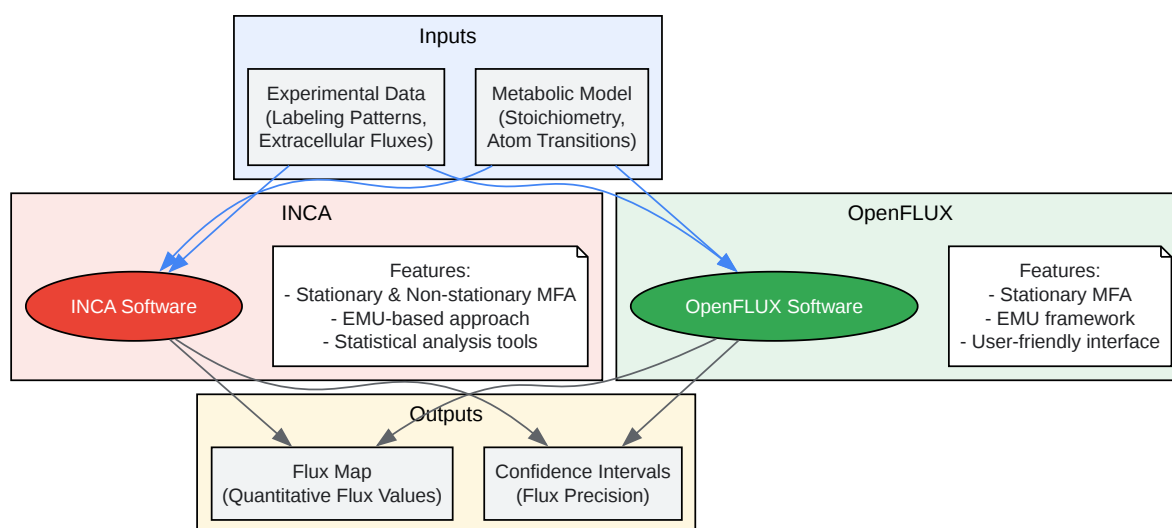 Inputs
Experimental Data
(Labeling Patterns,
Extracellular Fluxes)
Metabolic Model
(Stoichiometry,
Atom Transitions)
INCA
INCA Software
Features:
- Stationary & Non-stationary MFA
- EMU-based approach
- Statistical analysis tools
OpenFLUX
OpenFLUX Software
Features:
- Stationary MFA
- EMU framework
- User-friendly interface
Outputs
Flux Map
(Quantitative Flux Values)
Confidence Intervals
(Flux Precision)